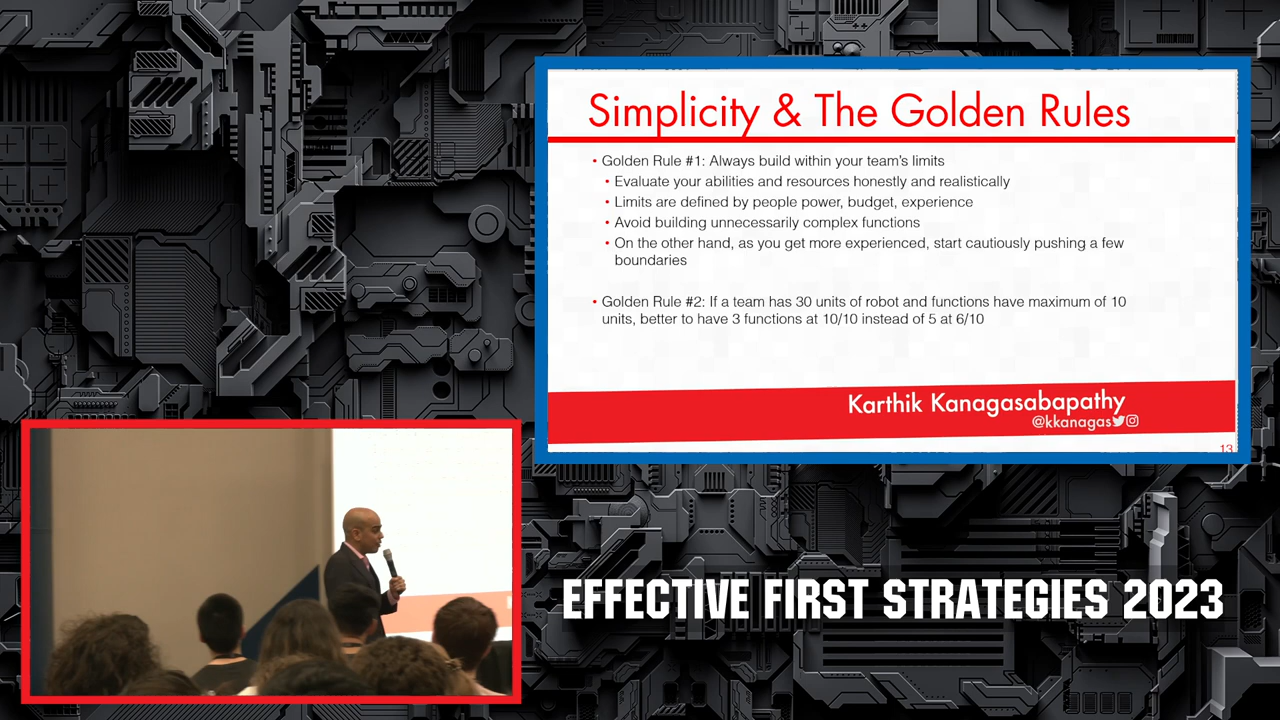 Simplicity & The Golden Rules
• Golden Rule #1: Always build within your team's limits
• Evaluate your abilities and resources honestly and realistically
• Limits are defined by people power, budget, experience
• Avoid building unnecessarily complex functions
• On the other hand, as you get more experienced, start cautiously pushing a few
boundaries
• Golden Rule #2: If a team has 30 units of robot and functions have maximum of 10
units, better to have 3 functions at 10/10 instead of 5 at 6/10
Karthik Kanagasabapathy
@kkanagas
13
EFFECTIVE FIRST STRATEGIES 2023